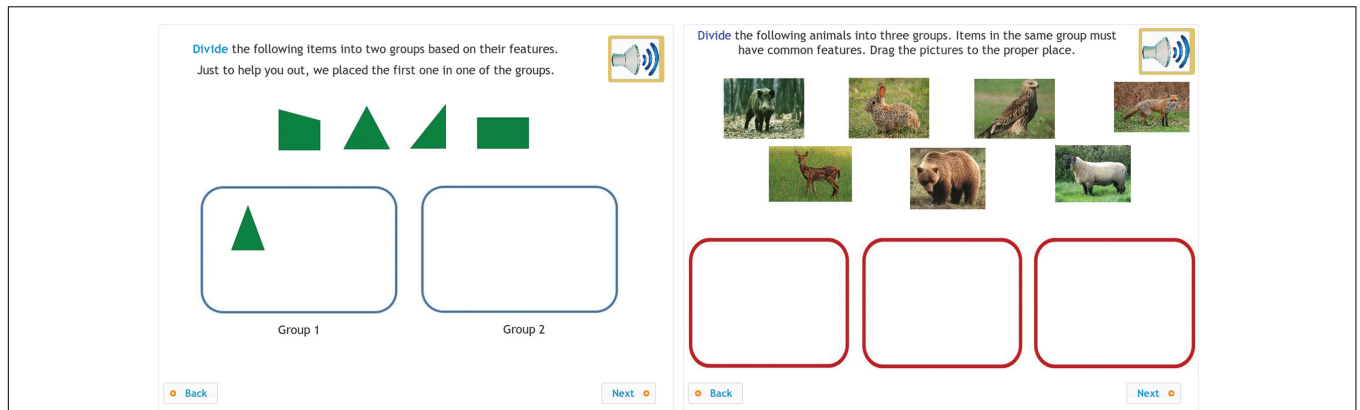 Divide the following items into two groups based on their features.
Just to help you out, we placed the first one in one of the groups.
Group 1
Group 2
Back
Next
Divide the following animals into three groups. Items in the same group must
have common features. Drag the pictures to the proper place.
Back
Next